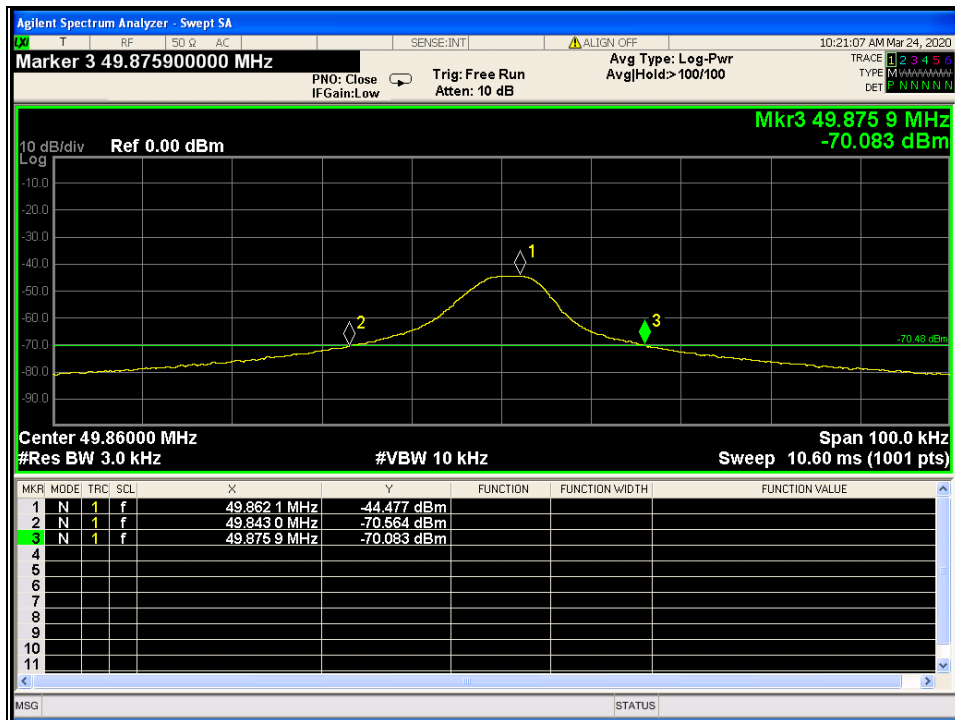 Agilent Spectrum Analyzer - Swept SA
LXI T RF 50 Ω AC SENSE:INT ALIGN OFF 10:21:07 AM Mar 24, 2020
Marker 3 49.875900000 MHz
PNO: Close
IFGain:Low
Trig: Free Run
Atten: 10 dB
Avg Type: Log-Pwr
Avg|Hold:>100/100
TRACE 1 2 3 4 5 6
TYPE M WWWWW
DET P N N N N N
Mkr3 49.875 9 MHz
-70.083 dBm
10 dB/div Ref 0.00 dBm
Log
-10.0
-20.0
-30.0
-40.0
-50.0
-60.0
-70.0
-80.0
-90.0
1
2
3
-70.48 dBm
Center 49.86000 MHz Span 100.0 kHz
#Res BW 3.0 kHz #VBW 10 kHz Sweep 10.60 ms (1001 pts)
MKR MODE TRC SCL X Y FUNCTION FUNCTION WIDTH FUNCTION VALUE
1 N 1 f 49.862 1 MHz -44.477 dBm
2 N 1 f 49.843 0 MHz -70.564 dBm
3 N 1 f 49.875 9 MHz -70.083 dBm
4
5
6
7
8
9
10
11
MSG STATUS